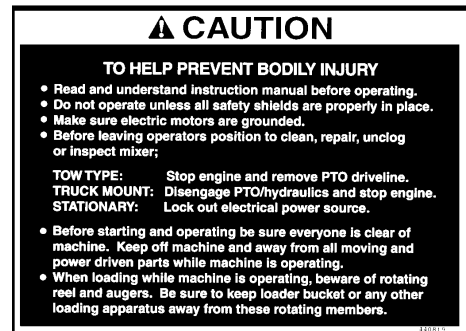 CAUTION
TO HELP PREVENT BODILY INJURY
• Read and understand instruction manual before operating.
• Do not operate unless all safety shields are properly in place.
• Make sure electric motors are grounded.
• Before leaving operators position to clean, repair, unclog
or inspect mixer;
TOW TYPE: Stop engine and remove PTO driveline.
TRUCK MOUNT: Disengage PTO/hydraulics and stop engine.
STATIONARY: Lock out electrical power source.
• Before starting and operating be sure everyone is clear of
machine. Keep off machine and away from all moving and
power driven parts while machine is operating.
• When loading while machine is operating, beware of rotating
reel and augers. Be sure to keep loader bucket or any other
loading apparatus away from these rotating members.
440819